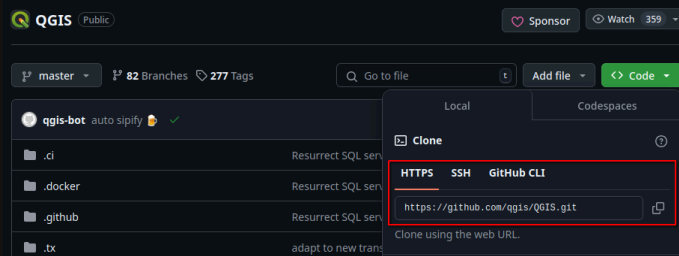 QGIS Public Sponsor Watch 359
master 82 Branches 277 Tags Go to file t Add file <> Code
Local Codespaces
qgis-bot auto sipify 🍺
Clone
.ci Resurrect SQL serv
HTTPS SSH GitHub CLI
.docker Resurrect SQL serv
https://github.com/qgis/QGIS.git
.github Resurrect SQL serv
Clone using the web URL.
.tx adapt to new trans